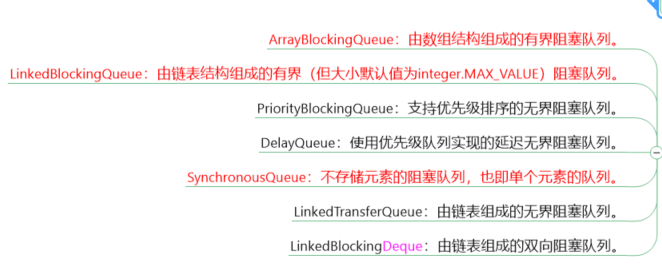 ArrayBlockingQueue：由数组结构组成的有界阻塞队列。
LinkedBlockingQueue：由链表结构组成的有界（但大小默认值为integer.MAX_VALUE）阻塞队列。
PriorityBlockingQueue：支持优先级排序的无界阻塞队列。
DelayQueue：使用优先级队列实现的延迟无界阻塞队列。
SynchronousQueue：不存储元素的阻塞队列，也即单个元素的队列。
LinkedTransferQueue：由链表组成的无界阻塞队列。
LinkedBlockingDeque：由链表组成的双向阻塞队列。